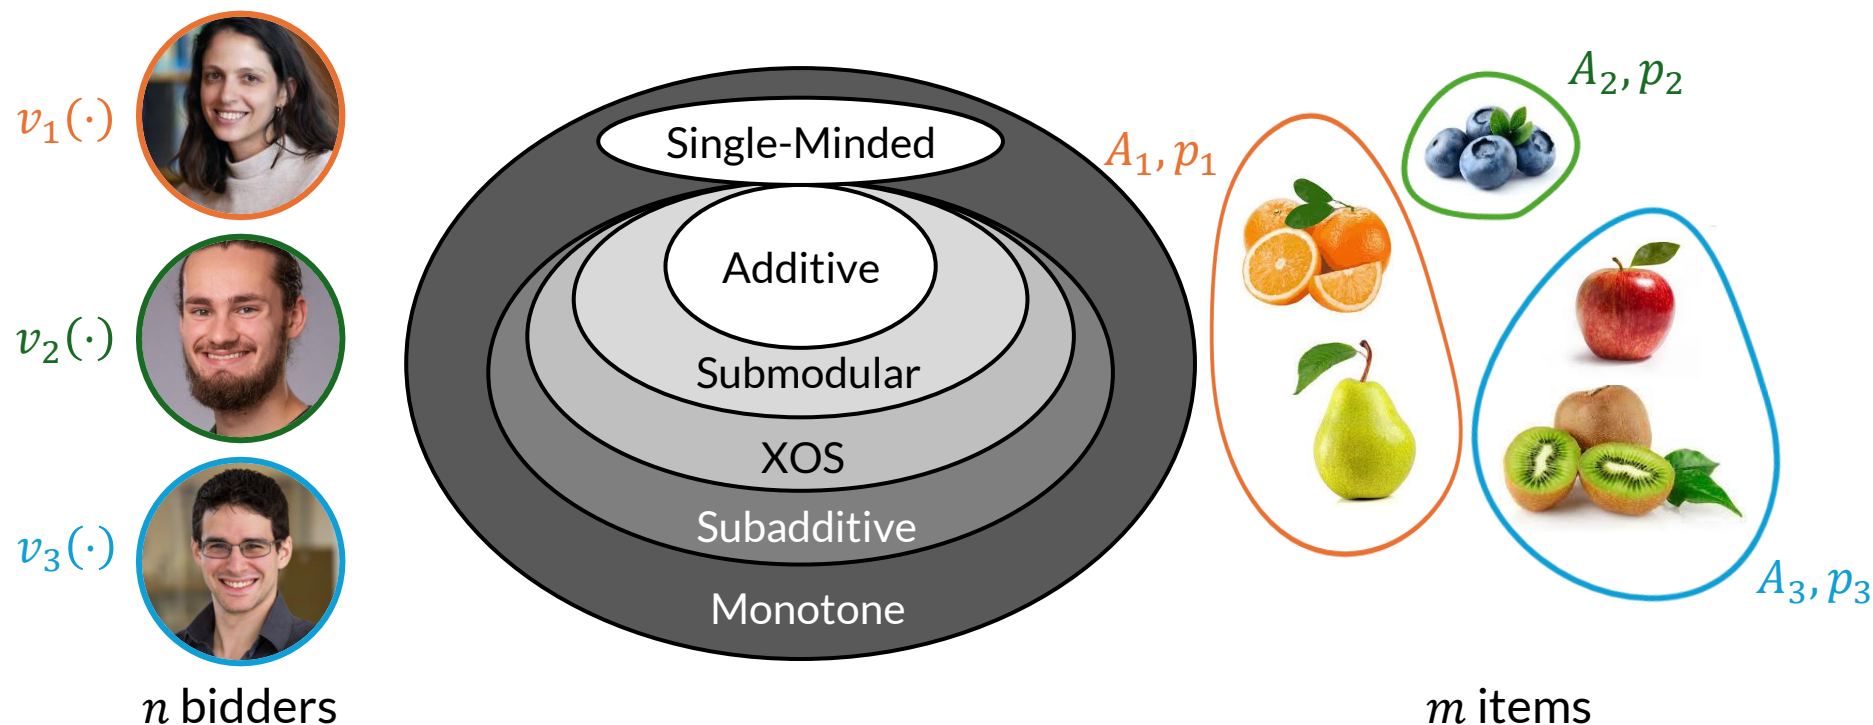 v₁(·)
v₂(·)
v₃(·)
n bidders
Single-Minded
Additive
Submodular
XOS
Subadditive
Monotone
A₁, p₁
A₂, p₂
A₃, p₃
m items